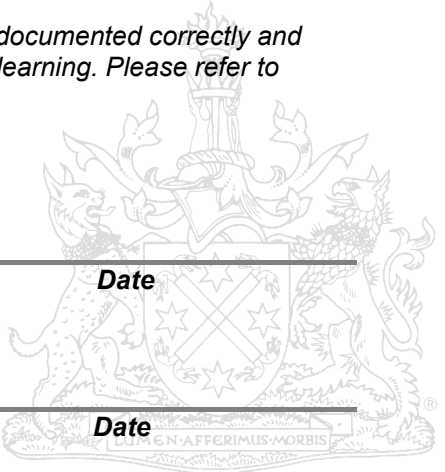 documented correctly and
learning. Please refer to
Date
Date
LUMEN·AFFERIMUS·MORBIS
®